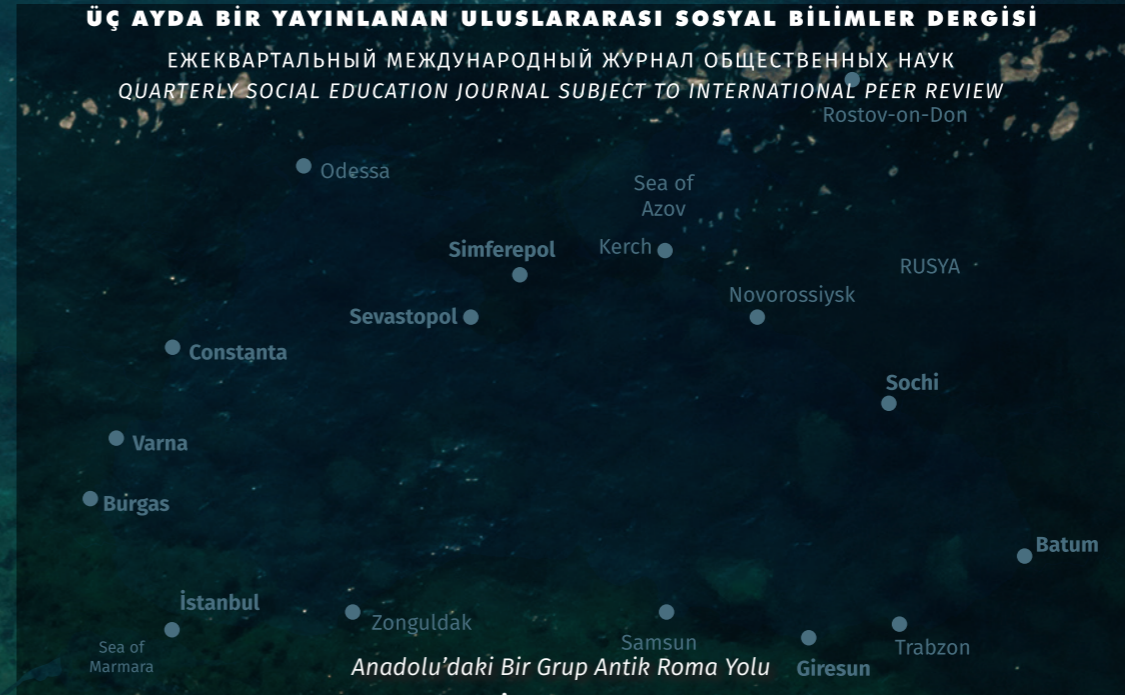 ÜÇ AYDA BİR YAYINLANAN ULUSLARARASI SOSYAL BİLİMLER DERGİSİ
ЕЖЕКВАРТАЛЬНЫЙ МЕЖДУНАРОДНЫЙ ЖУРНАЛ ОБЩЕСТВЕННЫХ НАУК
QUARTERLY SOCIAL EDUCATION JOURNAL SUBJECT TO INTERNATIONAL PEER REVIEW
Rostov-on-Don
Odessa
Sea of
Azov
Simferepol
Kerch
RUSYA
Novorossiysk
Sevastopol
Constanta
Sochi
Varna
Burgas
Batum
İstanbul
Zonguldak
Samsun
Trabzon
Sea of
Marmara
Giresun
Anadolu’daki Bir Grup Antik Roma Yolu